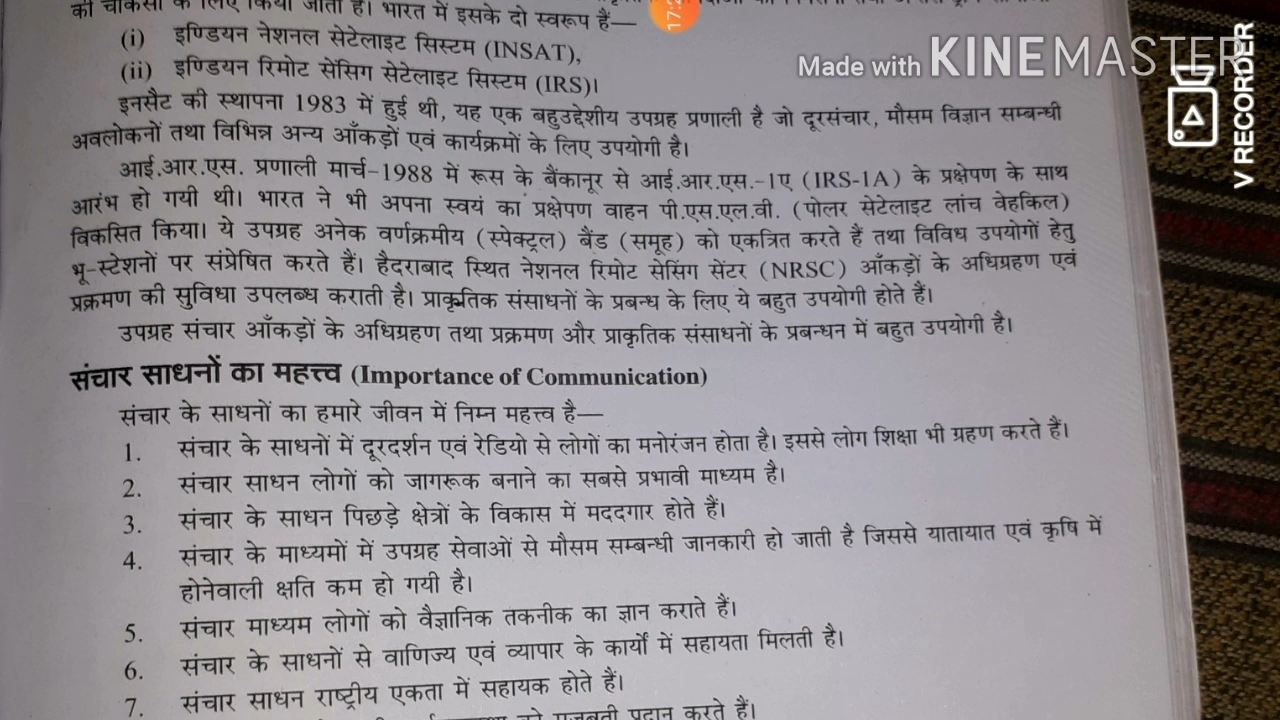 की चौकसी के लिए किया जाता है। भारत में इसके दो स्वरूप हैं—
(i) इण्डियन नेशनल सेटेलाइट सिस्टम (INSAT),
(ii) इण्डियन रिमोट सेंसिग सेटेलाइट सिस्टम (IRS)।
इनसैट की स्थापना 1983 में हुई थी, यह एक बहुउद्देशीय उपग्रह प्रणाली है जो दूरसंचार, मौसम विज्ञान सम्बन्धी
अवलोकनों तथा विभिन्न अन्य आँकड़ों एवं कार्यक्रमों के लिए उपयोगी है।
आई.आर.एस. प्रणाली मार्च-1988 में रूस के बैंकानूर से आई.आर.एस.-1ए (IRS-1A) के प्रक्षेपण के साथ
आरंभ हो गयी थी। भारत ने भी अपना स्वयं का प्रक्षेपण वाहन पी.एस.एल.वी. (पोलर सेटेलाइट लांच वेहकिल)
विकसित किया। ये उपग्रह अनेक वर्णक्रमीय (स्पेक्ट्रल) बैंड (समूह) को एकत्रित करते हैं तथा विविध उपयोगों हेतु
भू-स्टेशनों पर संप्रेषित करते हैं। हैदराबाद स्थित नेशनल रिमोट सेसिंग सेंटर (NRSC) आँकड़ों के अधिग्रहण एवं
प्रक्रमण की सुविधा उपलब्ध कराती है। प्राकृतिक संसाधनों के प्रबन्ध के लिए ये बहुत उपयोगी होते हैं।
उपग्रह संचार आँकड़ों के अधिग्रहण तथा प्रक्रमण और प्राकृतिक संसाधनों के प्रबन्धन में बहुत उपयोगी है।
संचार साधनों का महत्त्व (Importance of Communication)
संचार के साधनों का हमारे जीवन में निम्न महत्त्व है—
1. संचार के साधनों में दूरदर्शन एवं रेडियो से लोगों का मनोरंजन होता है। इससे लोग शिक्षा भी ग्रहण करते हैं।
2. संचार साधन लोगों को जागरूक बनाने का सबसे प्रभावी माध्यम है।
3. संचार के साधन पिछड़े क्षेत्रों के विकास में मददगार होते हैं।
4. संचार के माध्यमों में उपग्रह सेवाओं से मौसम सम्बन्धी जानकारी हो जाती है जिससे यातायात एवं कृषि में
होनेवाली क्षति कम हो गयी है।
5. संचार माध्यम लोगों को वैज्ञानिक तकनीक का ज्ञान कराते हैं।
6. संचार के साधनों से वाणिज्य एवं व्यापार के कार्यों में सहायता मिलती है।
7. संचार साधन राष्ट्रीय एकता में सहायक होते हैं।
को मजबूती प्रदान करते हैं।
Made with KINEMASTER
V RECORDER